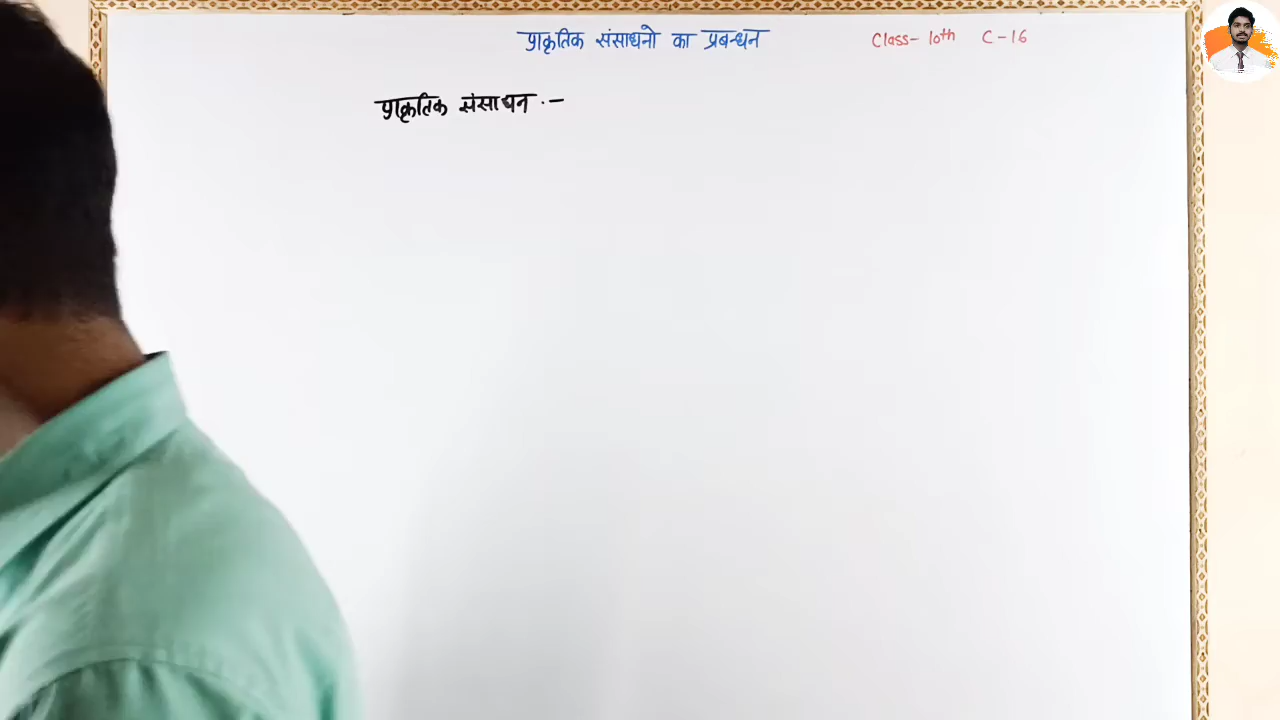 प्राकृतिक संसाधनो का प्रबन्धन Class- 10th C-16
प्राकृतिक संसाधन :-